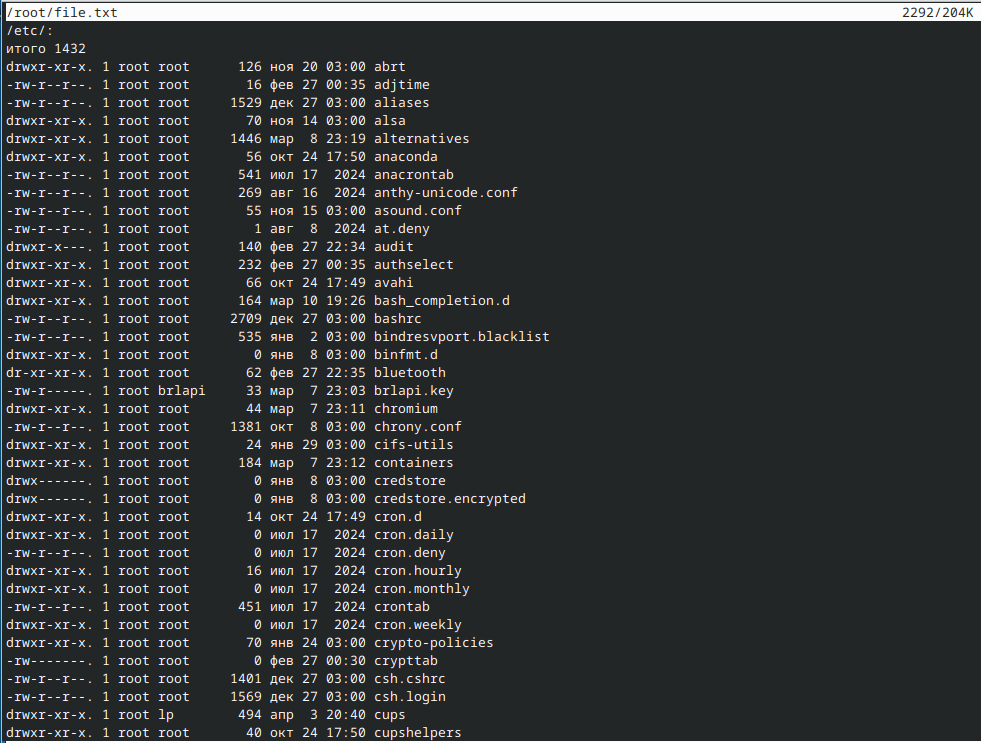 /root/file.txt 2292/204K
/etc/:
итого 1432
drwxr-xr-x. 1 root root      126 ноя 20 03:00 abrt
-rw-r--r--. 1 root root       16 фев 27 00:35 adjtime
-rw-r--r--. 1 root root     1529 дек 27 03:00 aliases
drwxr-xr-x. 1 root root       70 ноя 14 03:00 alsa
drwxr-xr-x. 1 root root     1446 мар  8 23:19 alternatives
drwxr-xr-x. 1 root root       56 окт 24 17:50 anaconda
-rw-r--r--. 1 root root      541 июл 17  2024 anacrontab
-rw-r--r--. 1 root root      269 авг 16  2024 anthy-unicode.conf
-rw-r--r--. 1 root root       55 ноя 15 03:00 asound.conf
-rw-r--r--. 1 root root        1 авг  8  2024 at.deny
drwxr-x---. 1 root root      140 фев 27 22:34 audit
drwxr-xr-x. 1 root root      232 фев 27 00:35 authselect
drwxr-xr-x. 1 root root       66 окт 24 17:49 avahi
drwxr-xr-x. 1 root root      164 мар 10 19:26 bash_completion.d
-rw-r--r--. 1 root root     2709 дек 27 03:00 bashrc
-rw-r--r--. 1 root root      535 янв  2 03:00 bindresvport.blacklist
drwxr-xr-x. 1 root root        0 янв  8 03:00 binfmt.d
dr-xr-xr-x. 1 root root       62 фев 27 22:35 bluetooth
-rw-r-----. 1 root brlapi     33 мар  7 23:03 brlapi.key
drwxr-xr-x. 1 root root       44 мар  7 23:11 chromium
-rw-r--r--. 1 root root     1381 окт  8 03:00 chrony.conf
drwxr-xr-x. 1 root root       24 янв 29 03:00 cifs-utils
drwxr-xr-x. 1 root root      184 мар  7 23:12 containers
drwx------. 1 root root        0 янв  8 03:00 credstore
drwx------. 1 root root        0 янв  8 03:00 credstore.encrypted
drwxr-xr-x. 1 root root       14 окт 24 17:49 cron.d
drwxr-xr-x. 1 root root        0 июл 17  2024 cron.daily
-rw-r--r--. 1 root root        0 июл 17  2024 cron.deny
drwxr-xr-x. 1 root root       16 июл 17  2024 cron.hourly
drwxr-xr-x. 1 root root        0 июл 17  2024 cron.monthly
-rw-r--r--. 1 root root      451 июл 17  2024 crontab
drwxr-xr-x. 1 root root        0 июл 17  2024 cron.weekly
drwxr-xr-x. 1 root root       70 янв 24 03:00 crypto-policies
-rw-------. 1 root root        0 фев 27 00:30 crypttab
-rw-r--r--. 1 root root     1401 дек 27 03:00 csh.cshrc
-rw-r--r--. 1 root root     1569 дек 27 03:00 csh.login
drwxr-xr-x. 1 root lp        494 апр  3 20:40 cups
drwxr-xr-x. 1 root root       40 окт 24 17:50 cupshelpers